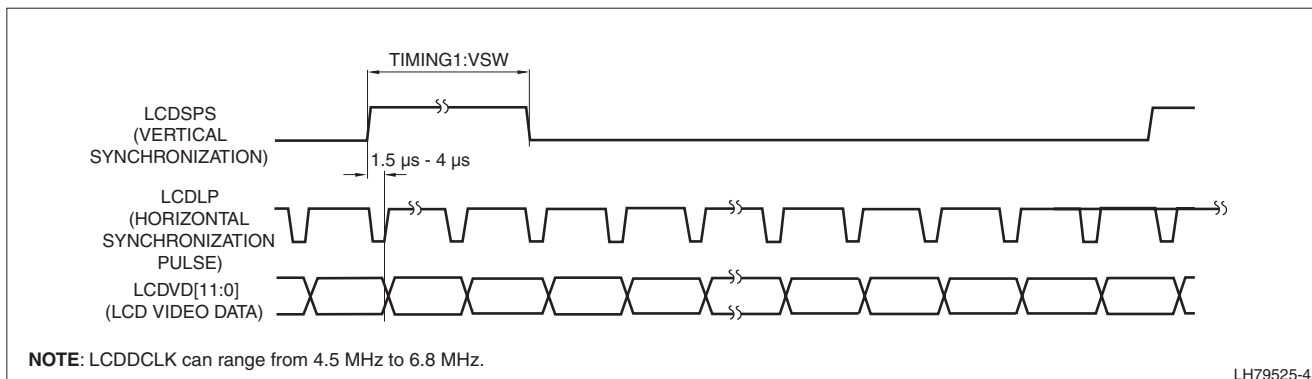 TIMING1:VSW
LCDSPS
(VERTICAL
SYNCHRONIZATION)
1.5 µs - 4 µs
LCDLP
(HORIZONTAL
SYNCHRONIZATION
PULSE)
LCDVD[11:0]
(LCD VIDEO DATA)
NOTE: LCDDCLK can range from 4.5 MHz to 6.8 MHz.
LH79525-4